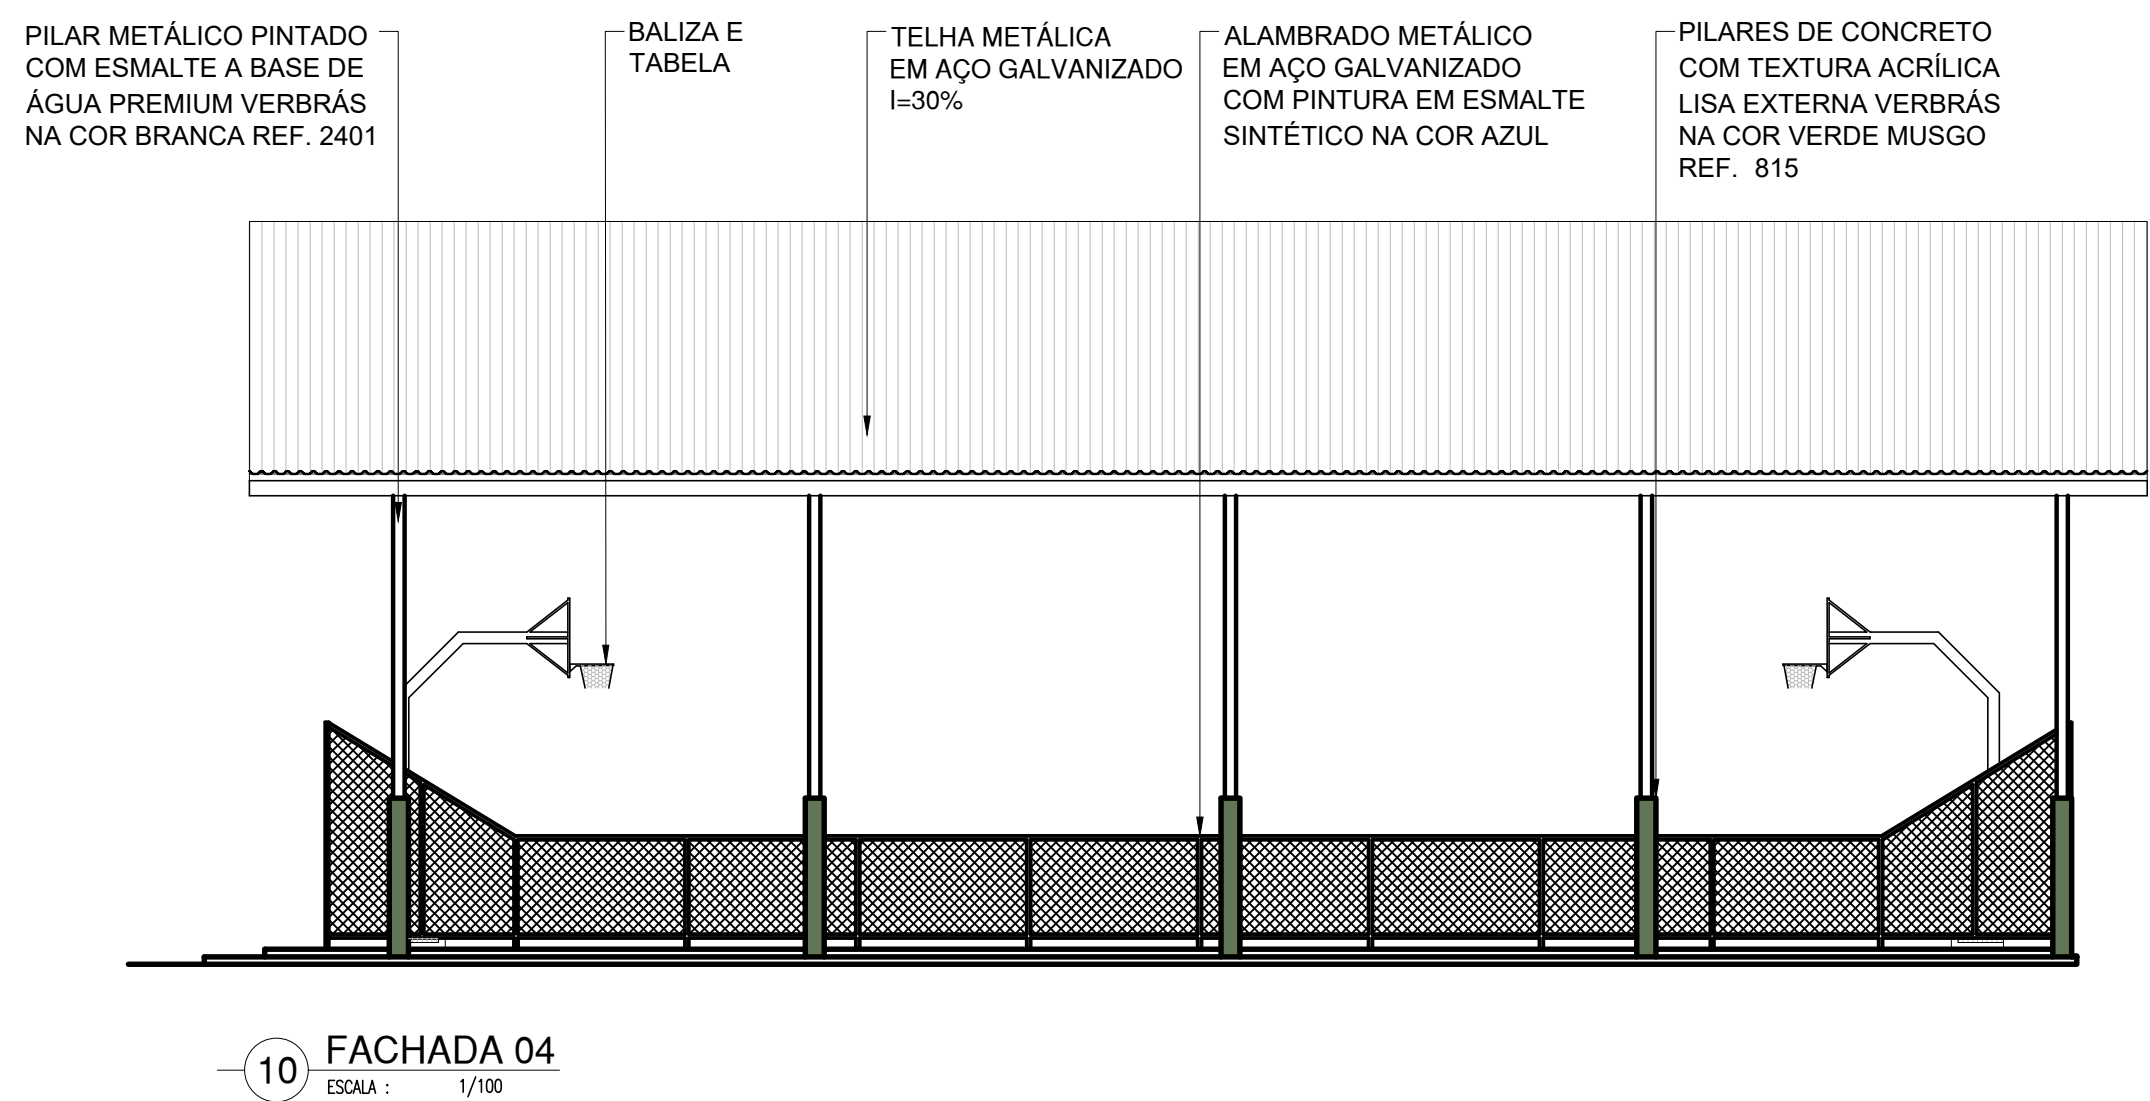 PILAR METÁLICO PINTADO
COM ESMALTE A BASE DE
ÁGUA PREMIUM VERBRÁS
NA COR BRANCA REF. 2401
BALIZA E
TABELA
TELHA METÁLICA
EM AÇO GALVANIZADO
I=30%
ALAMBRADO METÁLICO
EM AÇO GALVANIZADO
COM PINTURA EM ESMALTE
SINTÉTICO NA COR AZUL
PILARES DE CONCRETO
COM TEXTURA ACRÍLICA
LISA EXTERNA VERBRÁS
NA COR VERDE MUSGO
REF. 815
10 FACHADA 04
ESCALA : 1/100